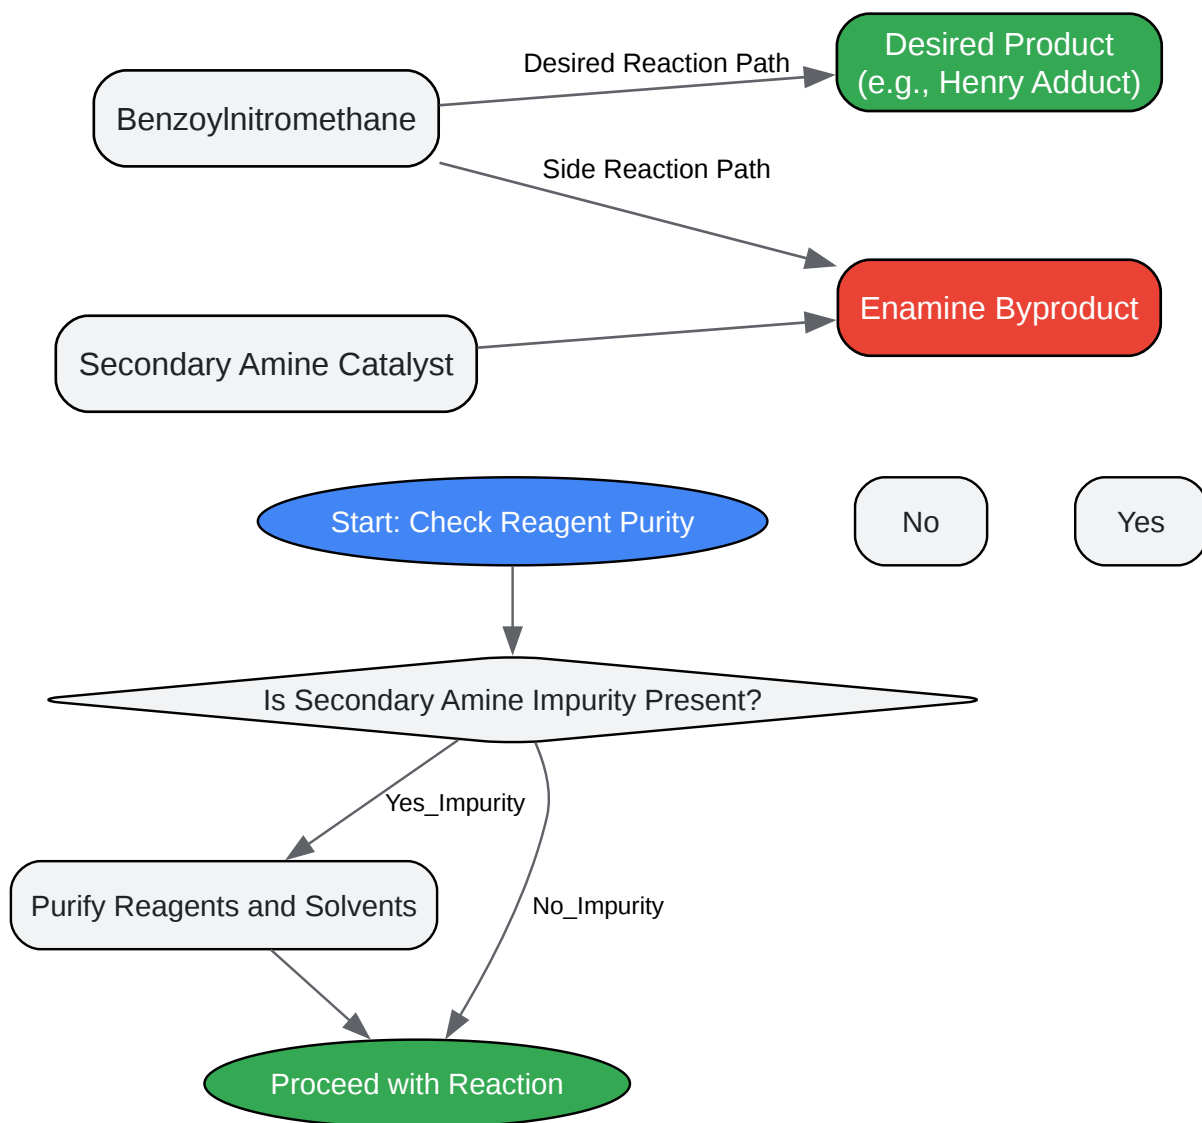 Desired Product
(e.g., Henry Adduct)
Desired Reaction Path
Benzoylnitromethane
Side Reaction Path
Enamine Byproduct
Secondary Amine Catalyst
Start: Check Reagent Purity
No
Yes
Is Secondary Amine Impurity Present?
Yes_Impurity
Purify Reagents and Solvents
No_Impurity
Proceed with Reaction